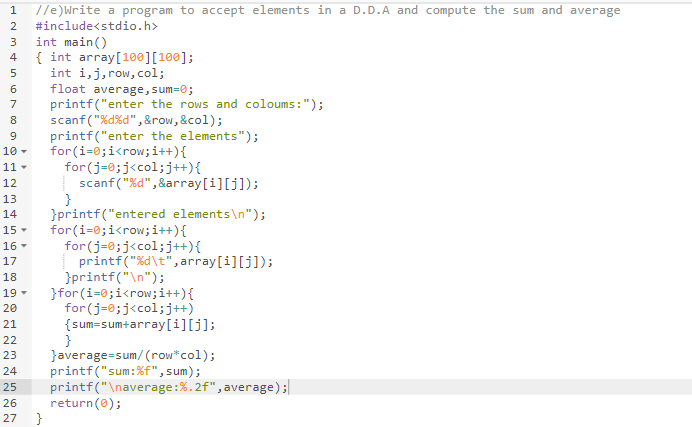 1 //e)Write a program to accept elements in a D.D.A and compute the sum and average
2 #include<stdio.h>
3 int main()
4 { int array[100][100];
5 int i,j,row,col;
6 float average,sum=0;
7 printf("enter the rows and coloums:");
8 scanf("%d%d",&row,&col);
9 printf("enter the elements");
10 for(i=0;i<row;i++){
11 for(j=0;j<col;j++){
12 scanf("%d",&array[i][j]);
13 }
14 }printf("entered elements\n");
15 for(i=0;i<row;i++){
16 for(j=0;j<col;j++){
17 printf("%d\t",array[i][j]);
18 }printf("\n");
19 }for(i=0;i<row;i++){
20 for(j=0;j<col;j++)
21 {sum=sum+array[i][j];
22 }
23 }average=sum/(row*col);
24 printf("sum:%f",sum);
25 printf("\naverage:%.2f",average);
26 return(0);
27 }